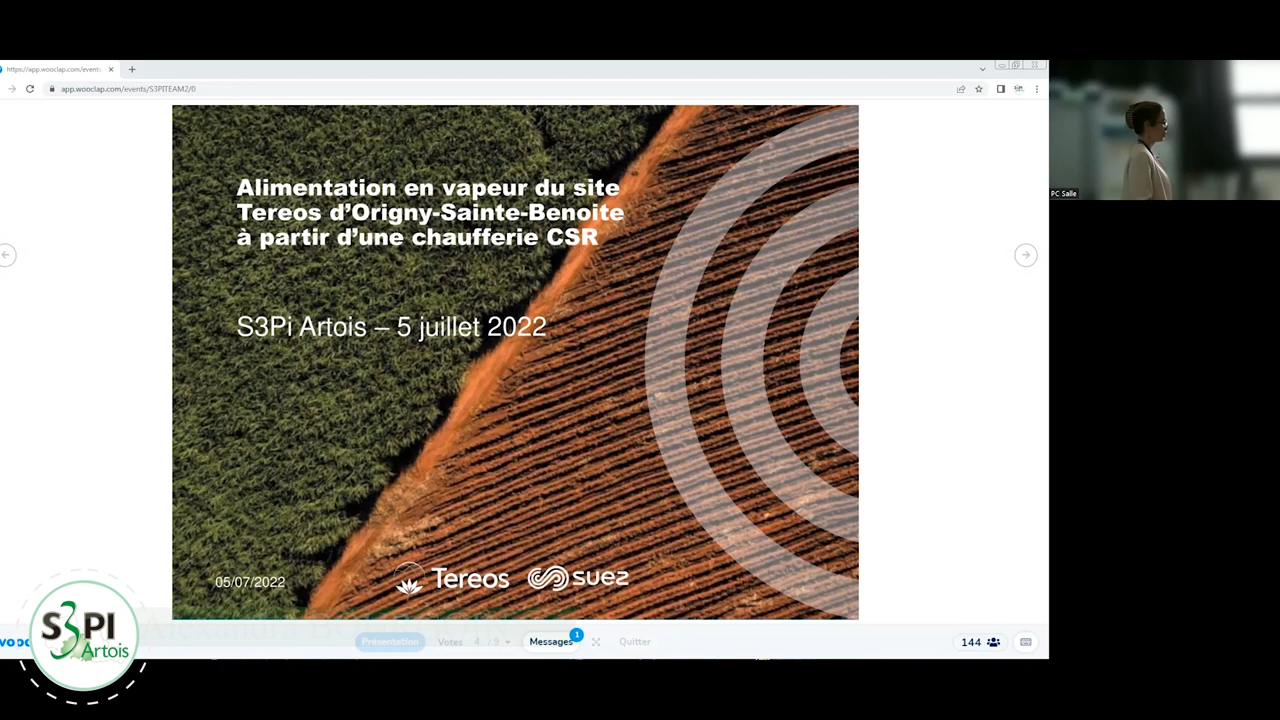 https://app.wooclap.com/events
app.wooclap.com/events/S3PITEAM2/0
PC Salle
Alimentation en vapeur du site
Tereos d'Origny-Sainte-Benoite
à partir d'une chaufferie CSR
S3Pi Artois – 5 juillet 2022
05/07/2022
Tereos
suez
S3PI
Artois
Présentation
Votes 4 / 9
Messages
1
Quitter
144